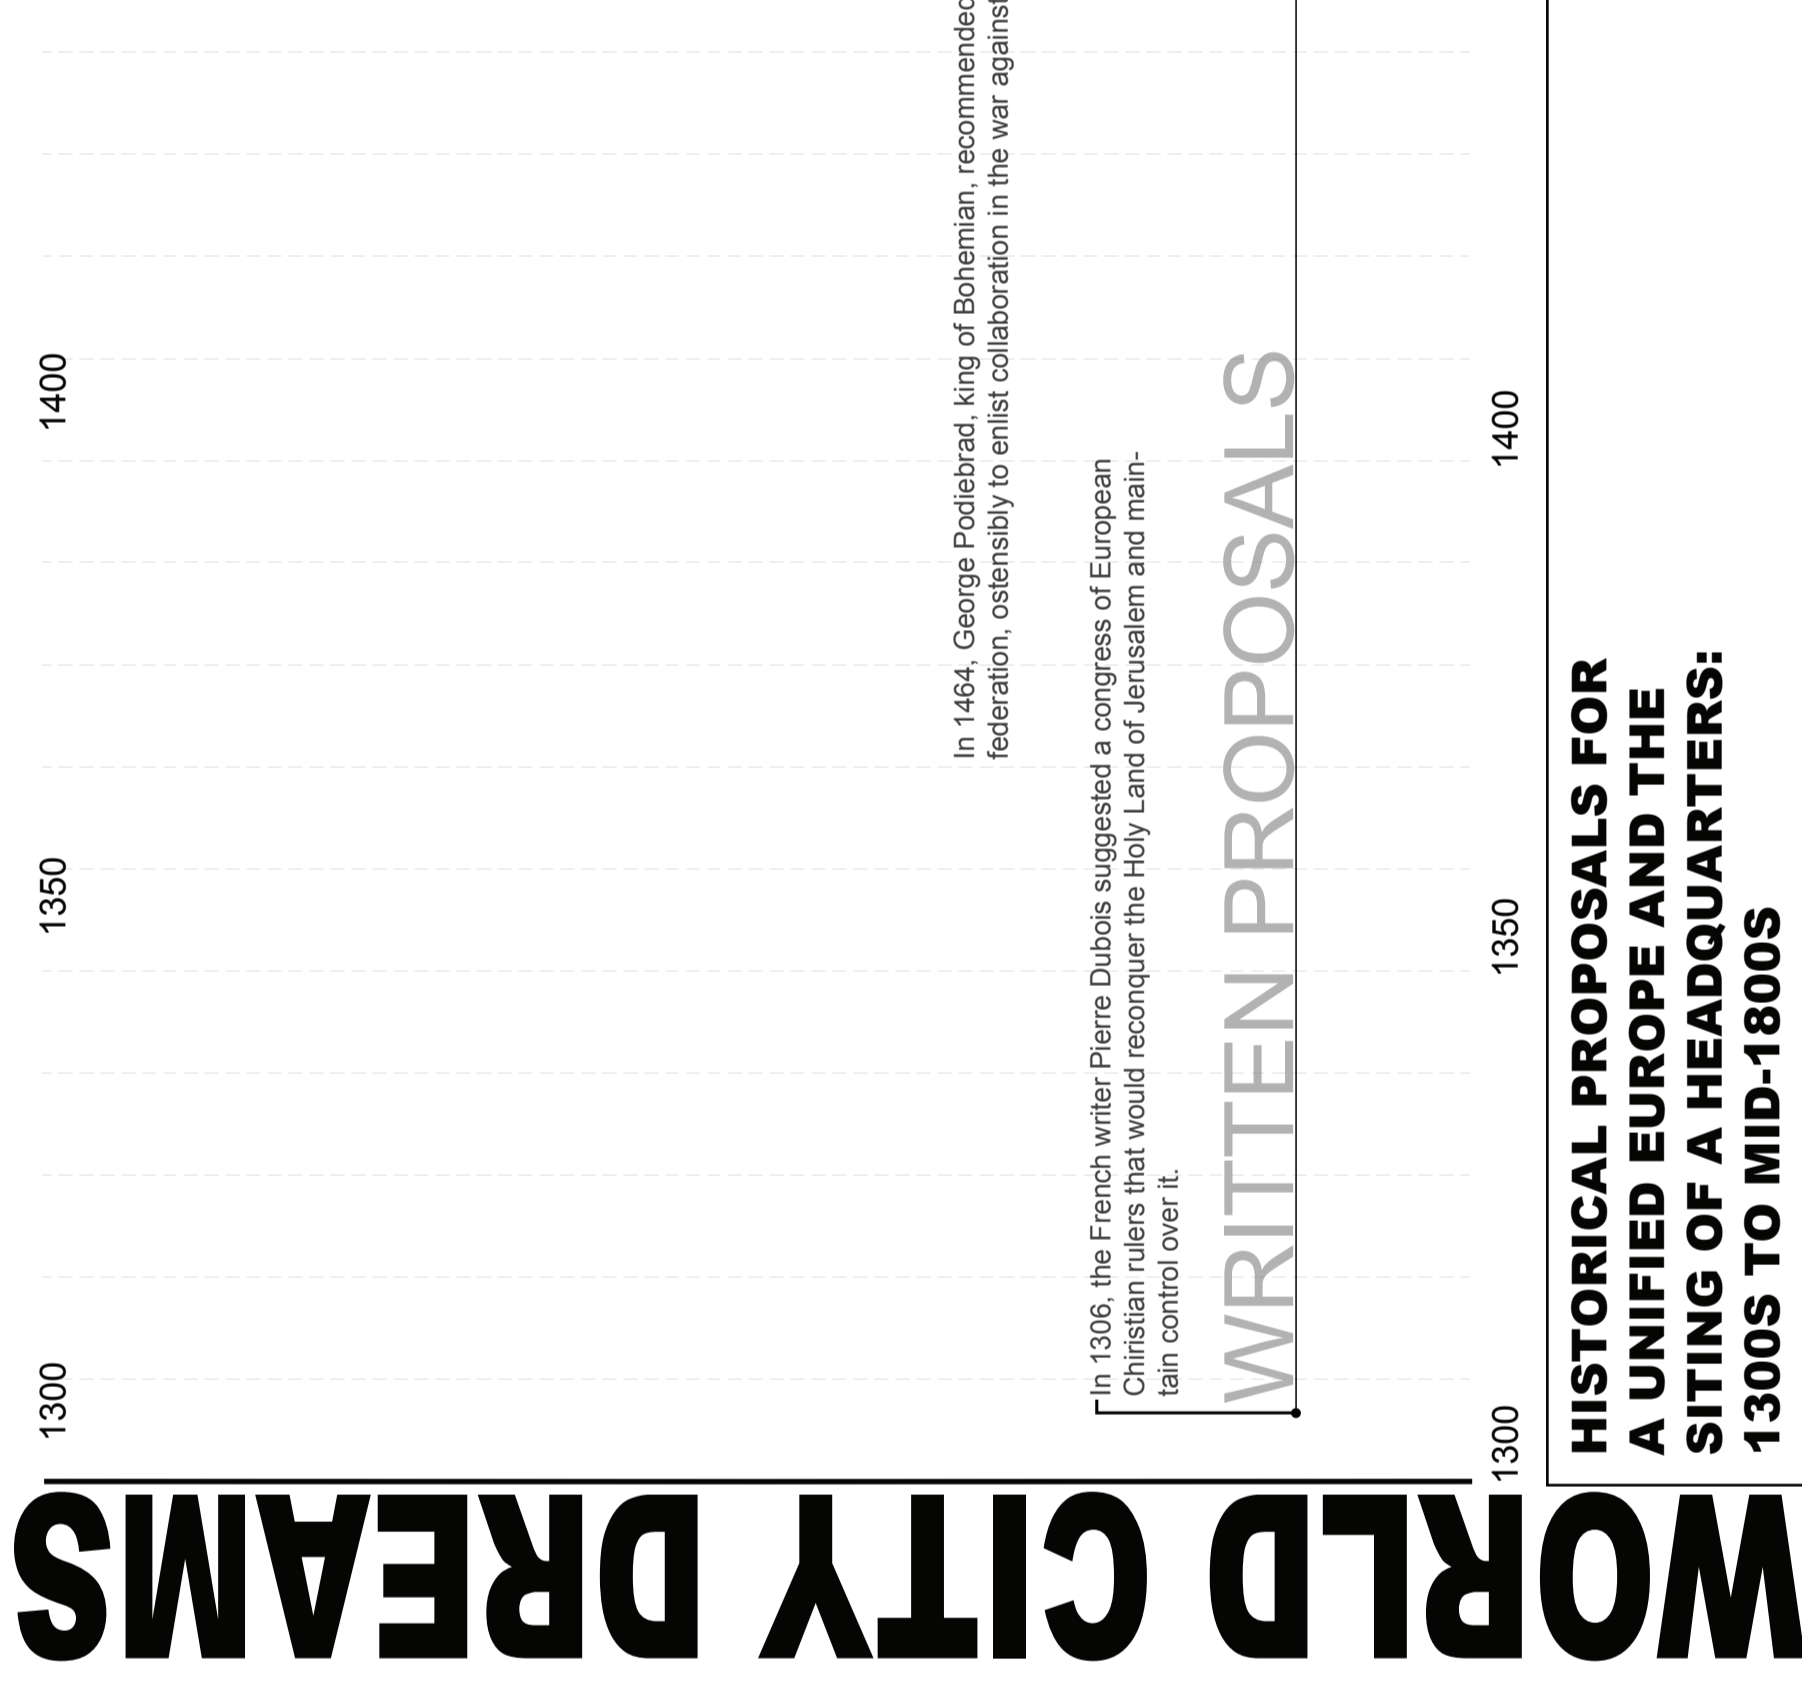 WORLD CITY DREAMS
HISTORICAL PROPOSALS FOR
A UNIFIED EUROPE AND THE
SITING OF A HEADQUARTERS:
1300S TO MID-1800S
1300
1350
1400
In 1464, George Podiebrad, king of Bohemian, recommended
federation, ostensibly to enlist collaboration in the war against
In 1306, the French writer Pierre Dubois suggested a congress of European
Chiristian rulers that would reconquer the Holy Land of Jerusalem and main-
tain control over it.
WRITTEN PROPOSALS
1300
1350
1400